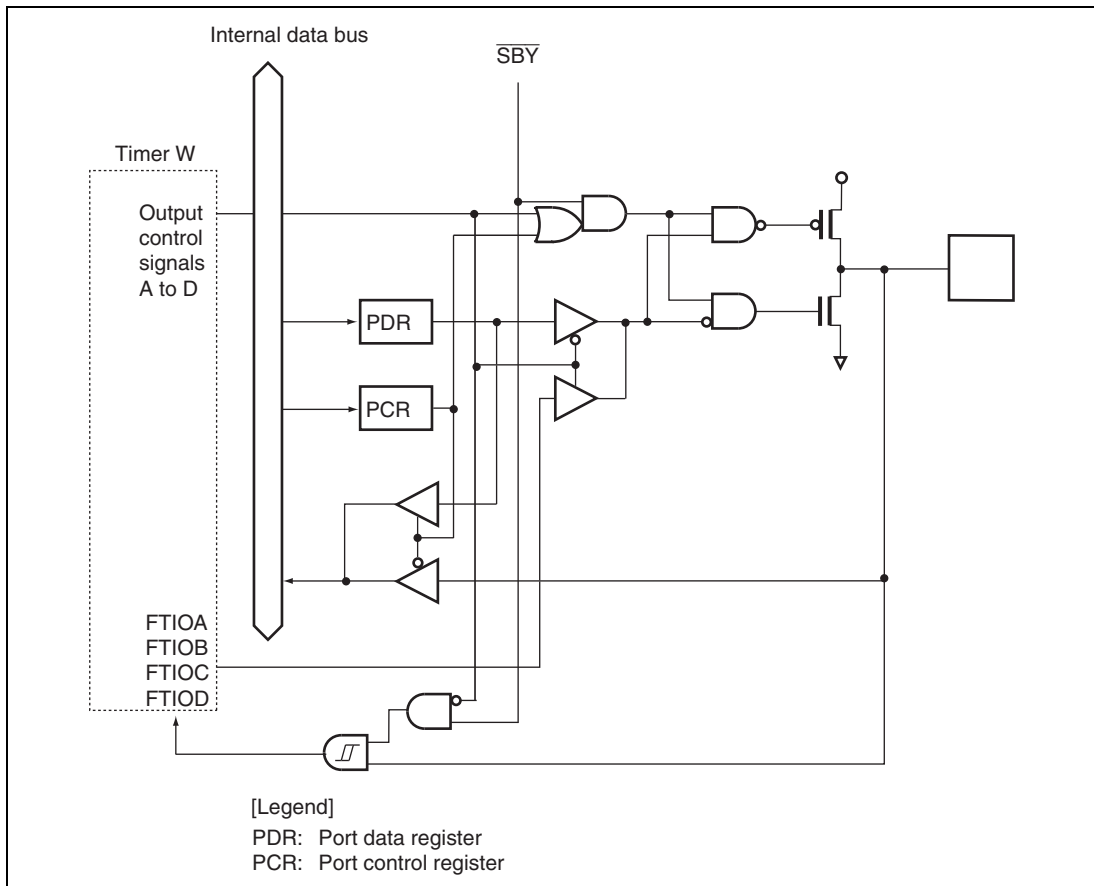 Internal data bus
S̅B̅Y̅
Timer W
Output
control
signals
A to D
PDR
PCR
FTIOA
FTIOB
FTIOC
FTIOD
[Legend]
PDR: Port data register
PCR: Port control register